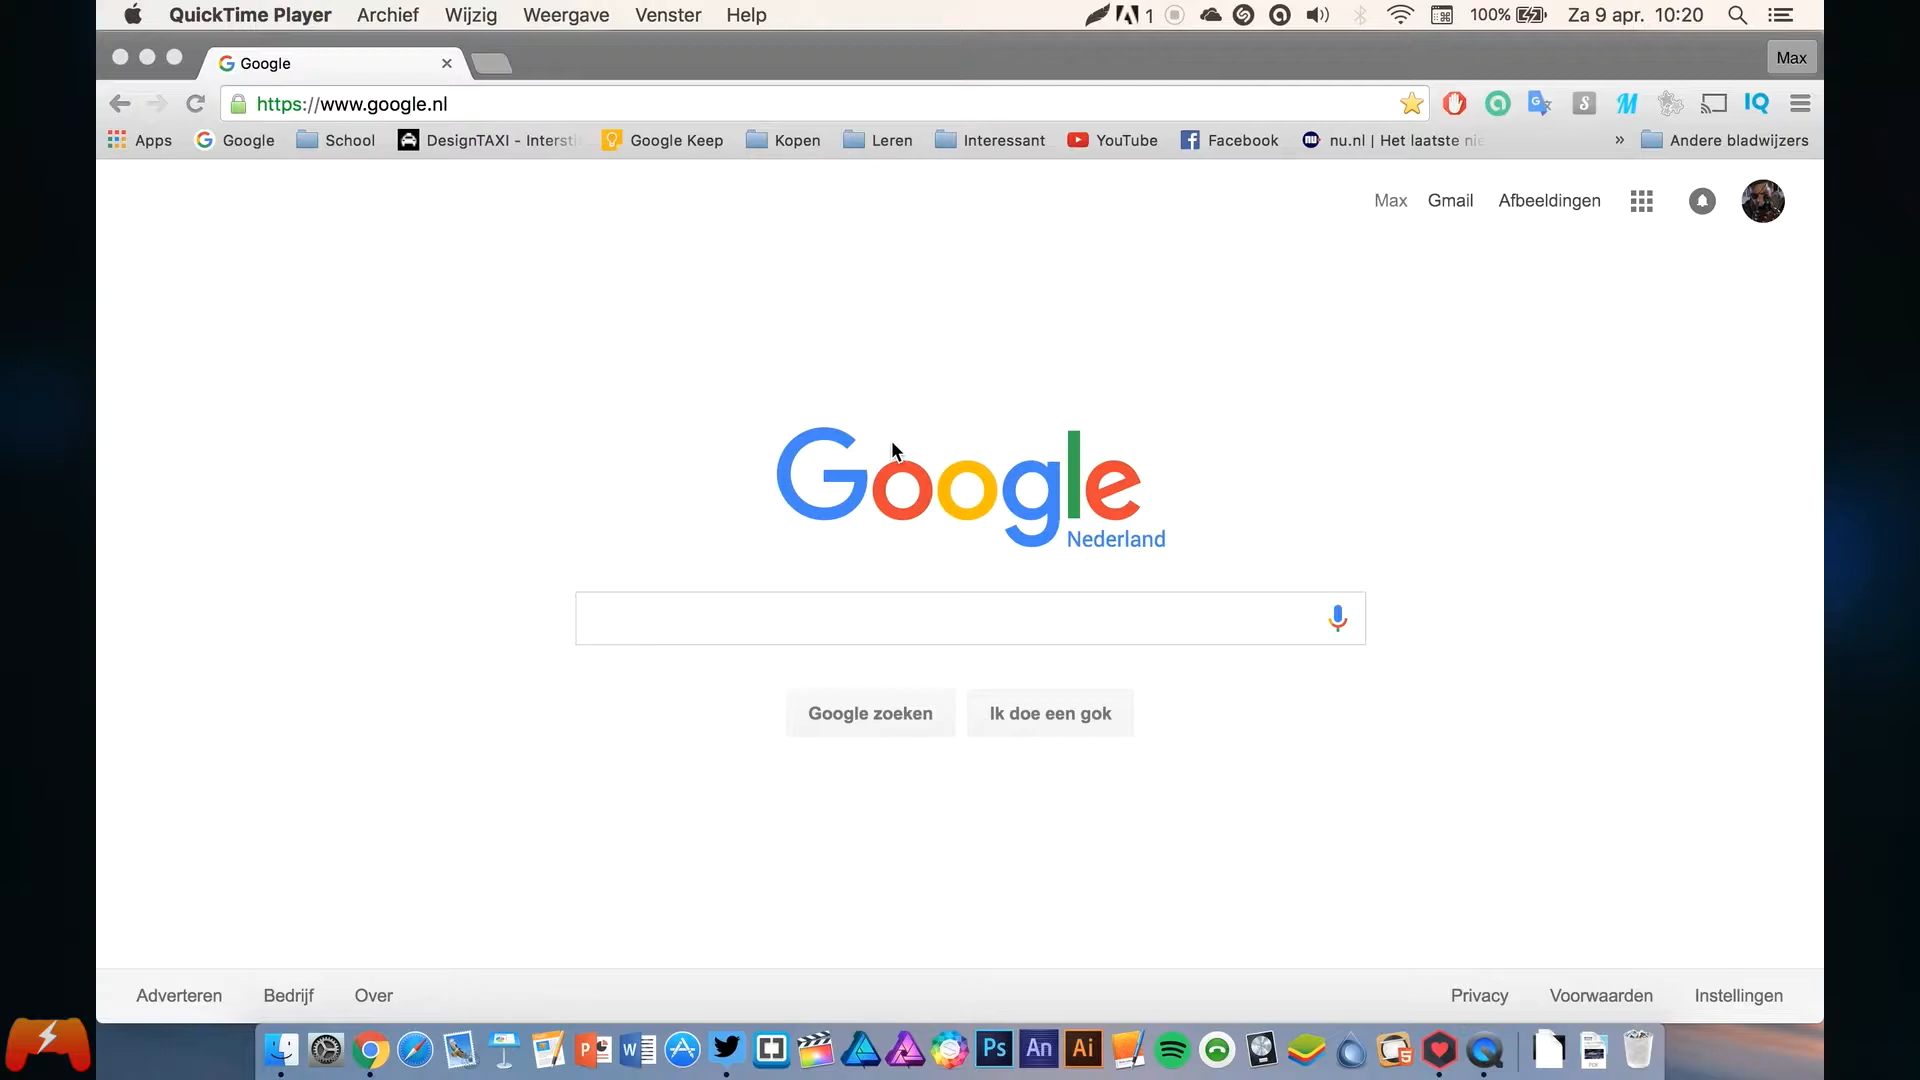 QuickTime Player Archief Wijzig Weergave Venster Help 1 100% Za 9 apr. 10:20
Google Max
https://www.google.nl
Apps Google School DesignTAXI - Intersti Google Keep Kopen Leren Interessant YouTube Facebook nu.nl | Het laatste nie » Andere bladwijzers
Max Gmail Afbeeldingen
Google
Nederland
Google zoeken Ik doe een gok
Adverteren Bedrijf Over Privacy Voorwaarden Instellingen
Ps An Ai